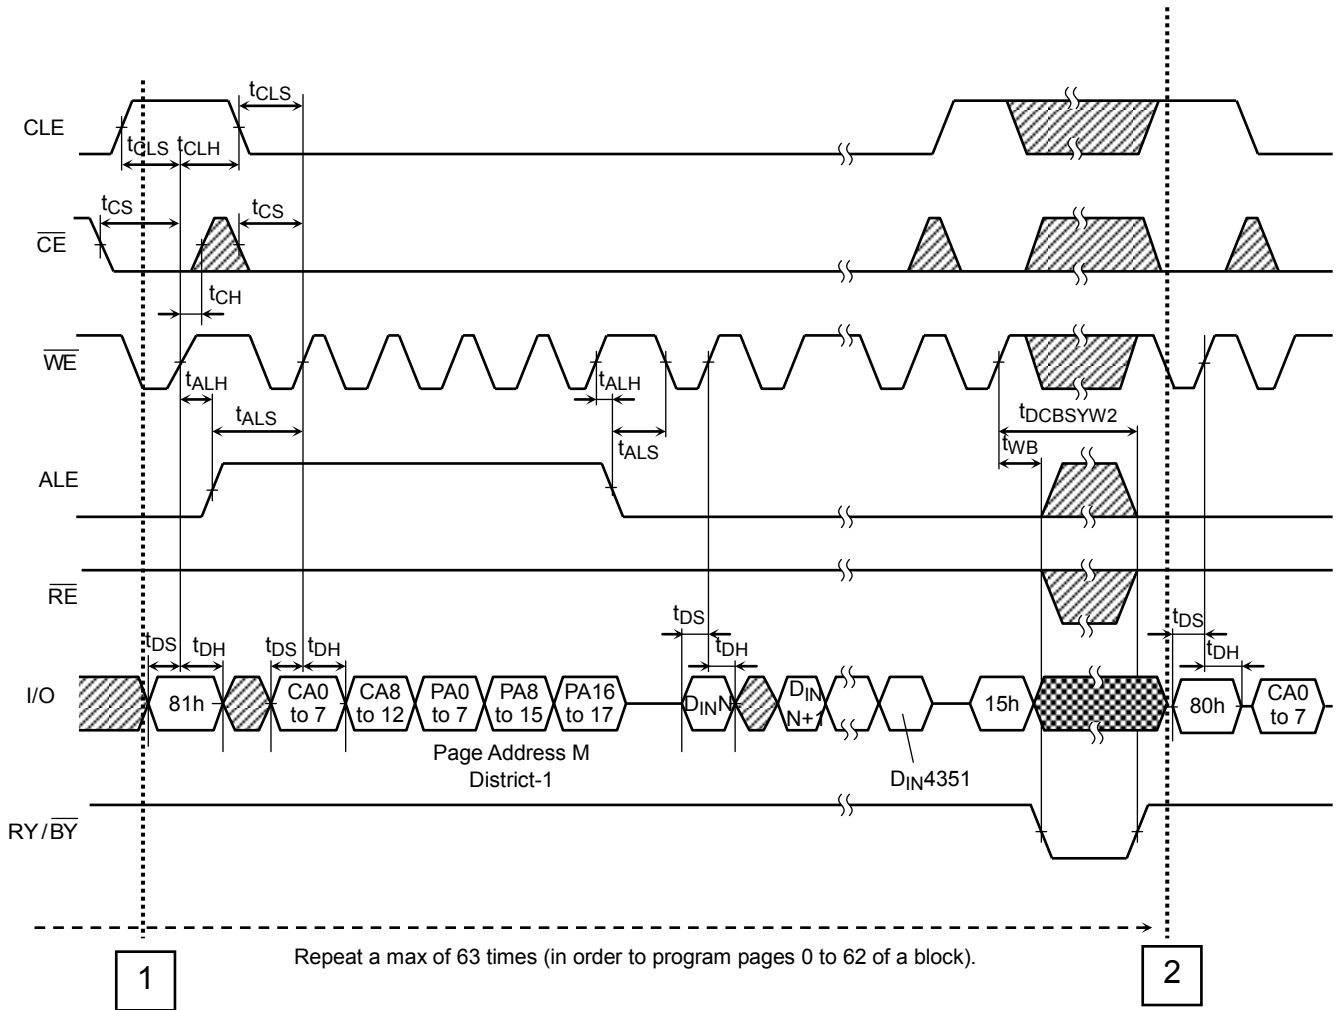 tCLS
CLE
tCLS tCLH
tCS tCS
CE
tCH
WE
tALH tALH
tALS tDCBSYW2
tALS tWB
ALE
RE
tDS tDS
tDS tDH tDS tDH tDH tDH
I/O
81h
CA0 to 7
CA8 to 12
PA0 to 7
PA8 to 15
PA16 to 17
DINN
DIN N+1
15h
80h
CA0 to 7
Page Address M
District-1
DIN4351
RY/BY
Repeat a max of 63 times (in order to program pages 0 to 62 of a block).
1
2